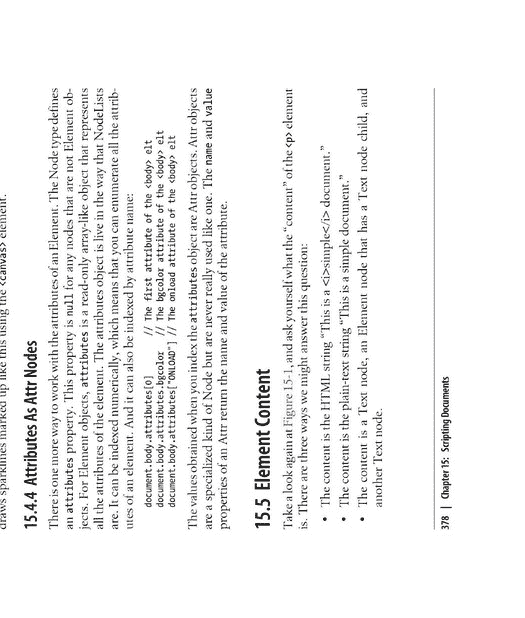 draws sparklines marked up like this using the <canvas> element.
15.4.4 Attributes As Attr Nodes
There is one more way to work with the attributes of an Element. The Node type defines
an attributes property. This property is null for any nodes that are not Element ob-
jects. For Element objects, attributes is a read-only array-like object that represents
all the attributes of the element. The attributes object is live in the way that NodeLists
are. It can be indexed numerically, which means that you can enumerate all the attrib-
utes of an element. And it can also be indexed by attribute name:
document.body.attributes[0] // The first attribute of the <body> elt
document.body.attributes.bgcolor // The bgcolor attribute of the <body> elt
document.body.attributes["ONLOAD"] // The onload attribute of the <body> elt
The values obtained when you index the attributes object are Attr objects. Attr objects
are a specialized kind of Node but are never really used like one. The name and value
properties of an Attr return the name and value of the attribute.
15.5 Element Content
Take a look again at Figure 15-1, and ask yourself what the “content” of the <p> element
is. There are three ways we might answer this question:
• The content is the HTML string “This is a <i>simple</i> document.”
• The content is the plain-text string “This is a simple document.”
• The content is a Text node, an Element node that has a Text node child, and
another Text node.
378 | Chapter 15: Scripting Documents